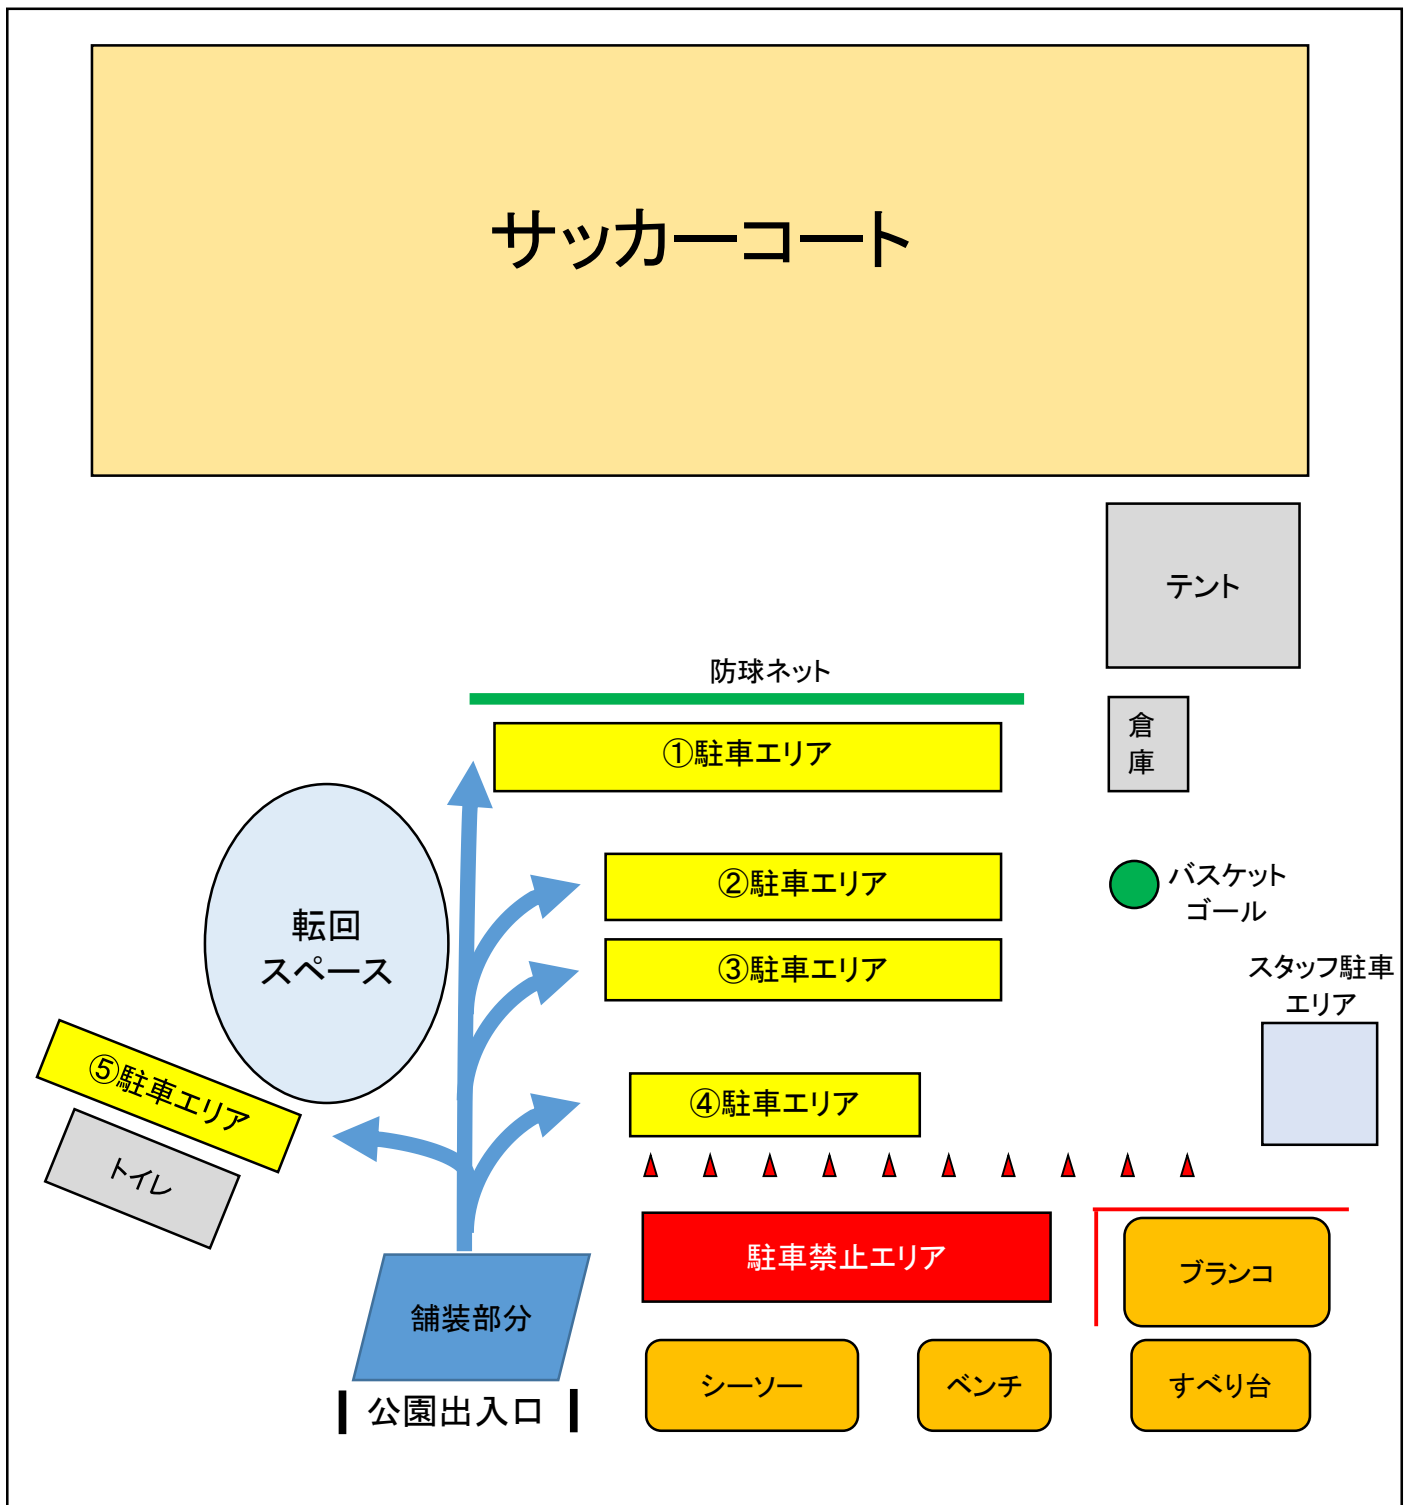 サッカーコート
テント
防球ネット
倉
庫
①駐車エリア
②駐車エリア
バスケット
ゴール
転回
スペース
③駐車エリア
スタッフ駐車
エリア
⑤駐車エリア
④駐車エリア
トイレ
駐車禁止エリア
ブランコ
舗装部分
シーソー
ベンチ
すべり台
公園出入口